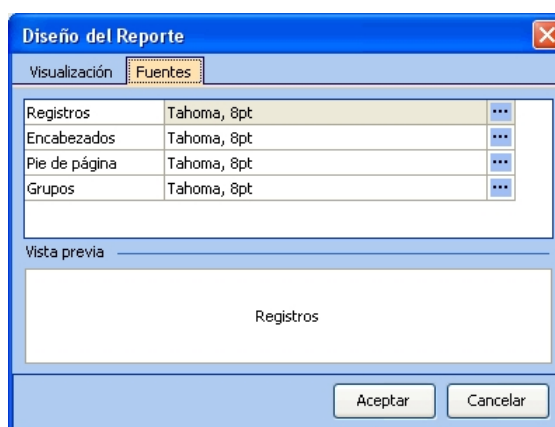 Diseño del Reporte
Visualización Fuentes
Registros Tahoma, 8pt ...
Encabezados Tahoma, 8pt ...
Pie de página Tahoma, 8pt ...
Grupos Tahoma, 8pt ...
Vista previa
Registros
Aceptar Cancelar